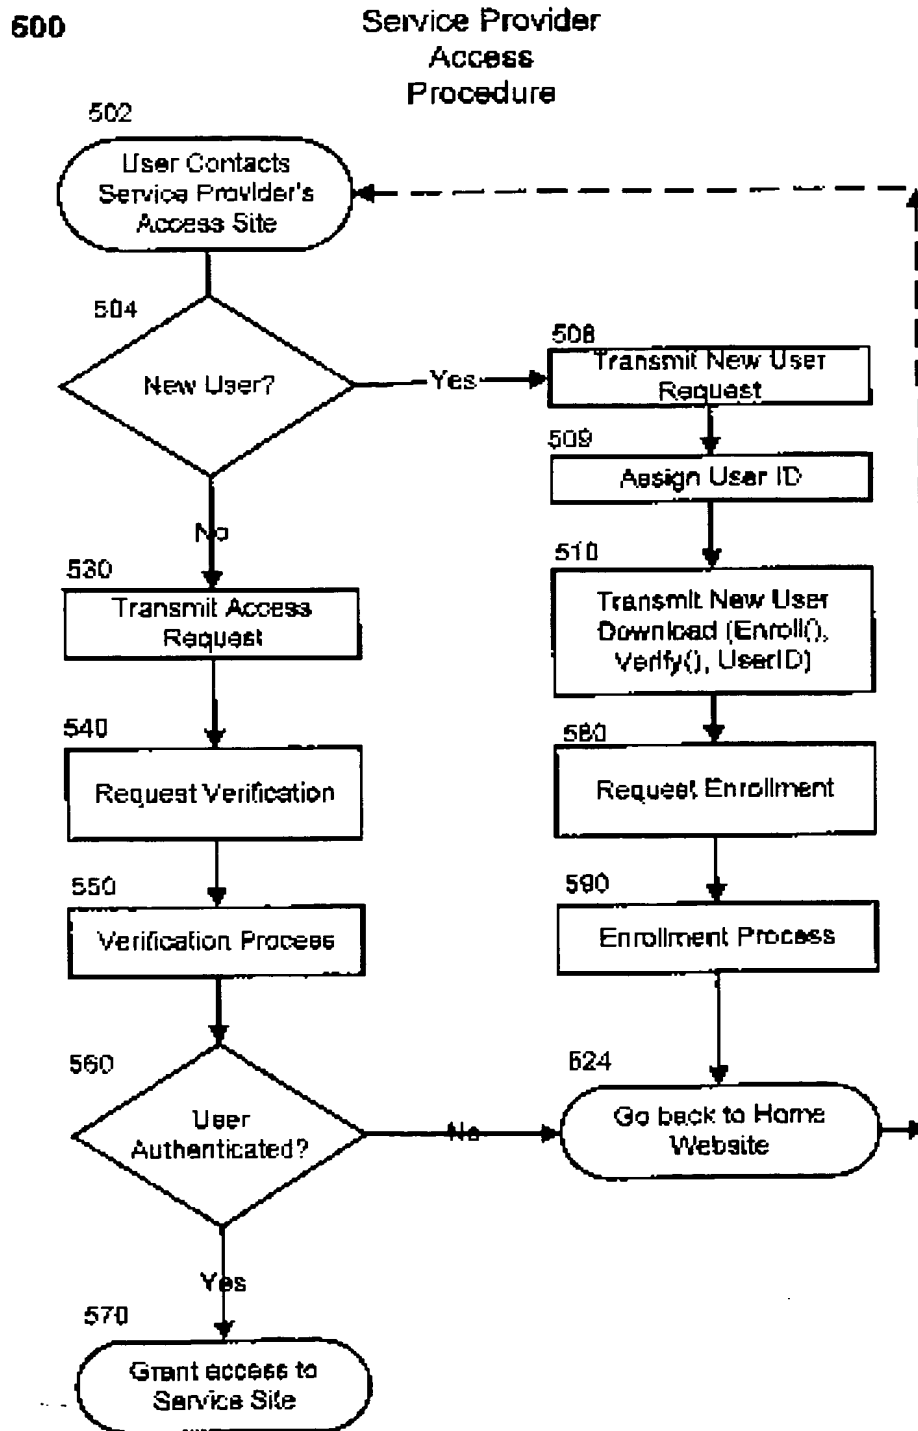 500
Service Provider
Access
Procedure
502
User Contacts
Service Provider's
Access Site
504
New User?
Yes
No
508
Transmit New User
Request
509
Assign User ID
510
Transmit New User
Download (Enroll(),
Verify(), UserID)
530
Transmit Access
Request
540
Request Verification
580
Request Enrollment
550
Verification Process
590
Enrollment Process
560
User
Authenticated?
No
524
Go back to Home
Website
Yes
570
Grant access to
Service Site